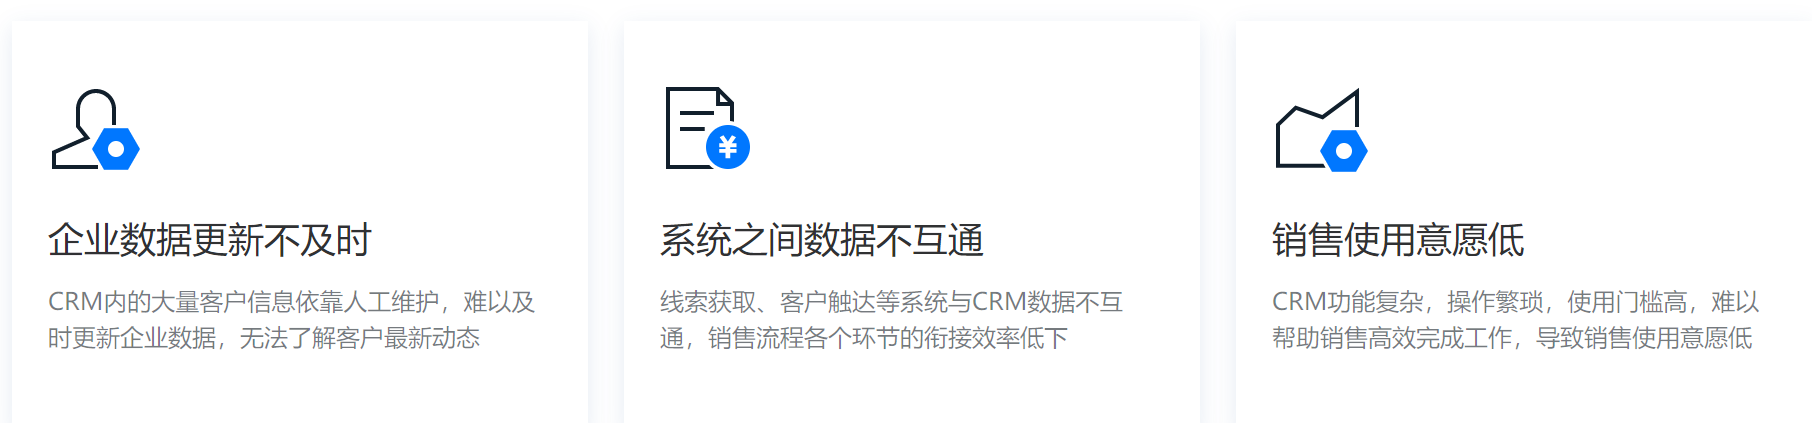 ¥
企业数据更新不及时
CRM内的大量客户信息依靠人工维护，难以及
时更新企业数据，无法了解客户最新动态
系统之间数据不互通
线索获取、客户触达等系统与CRM数据不互
通，销售流程各个环节的衔接效率低下
销售使用意愿低
CRM功能复杂，操作繁琐，使用门槛高，难以
帮助销售高效完成工作，导致销售使用意愿低